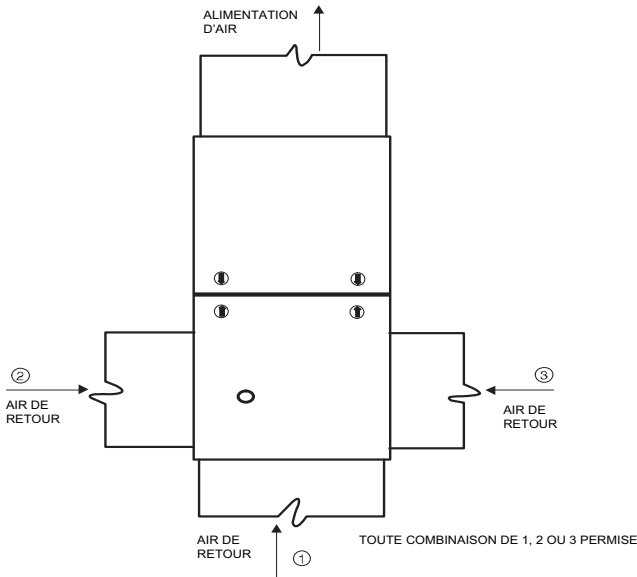 ALIMENTATION
D'AIR
②
AIR DE
RETOUR
③
AIR DE
RETOUR
AIR DE
RETOUR
①
TOUTE COMBINAISON DE 1, 2 OU 3 PERMISE